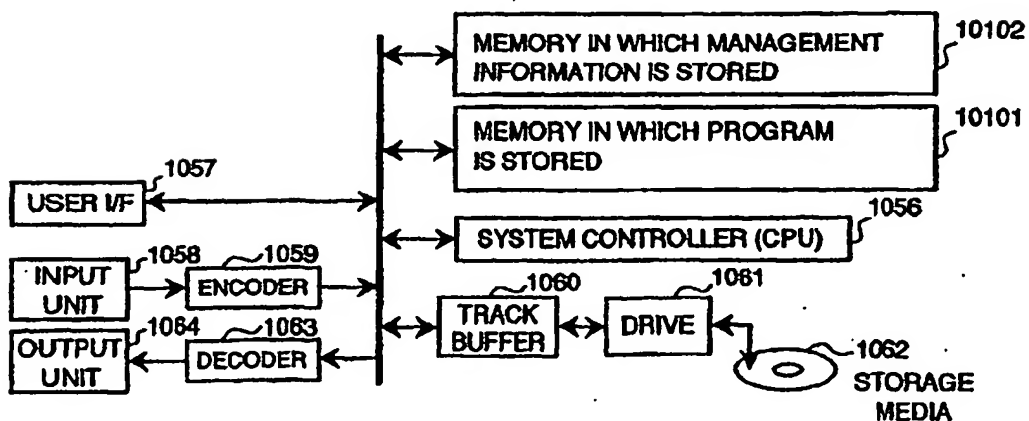 MEMORY IN WHICH MANAGEMENT
INFORMATION IS STORED
10102
MEMORY IN WHICH PROGRAM
IS STORED
10101
USER I/F
1057
SYSTEM CONTROLLER (CPU)
1056
INPUT
UNIT
1058
ENCODER
1059
TRACK
BUFFER
1060
DRIVE
1061
OUTPUT
UNIT
1064
DECODER
1063
1062
STORAGE
MEDIA